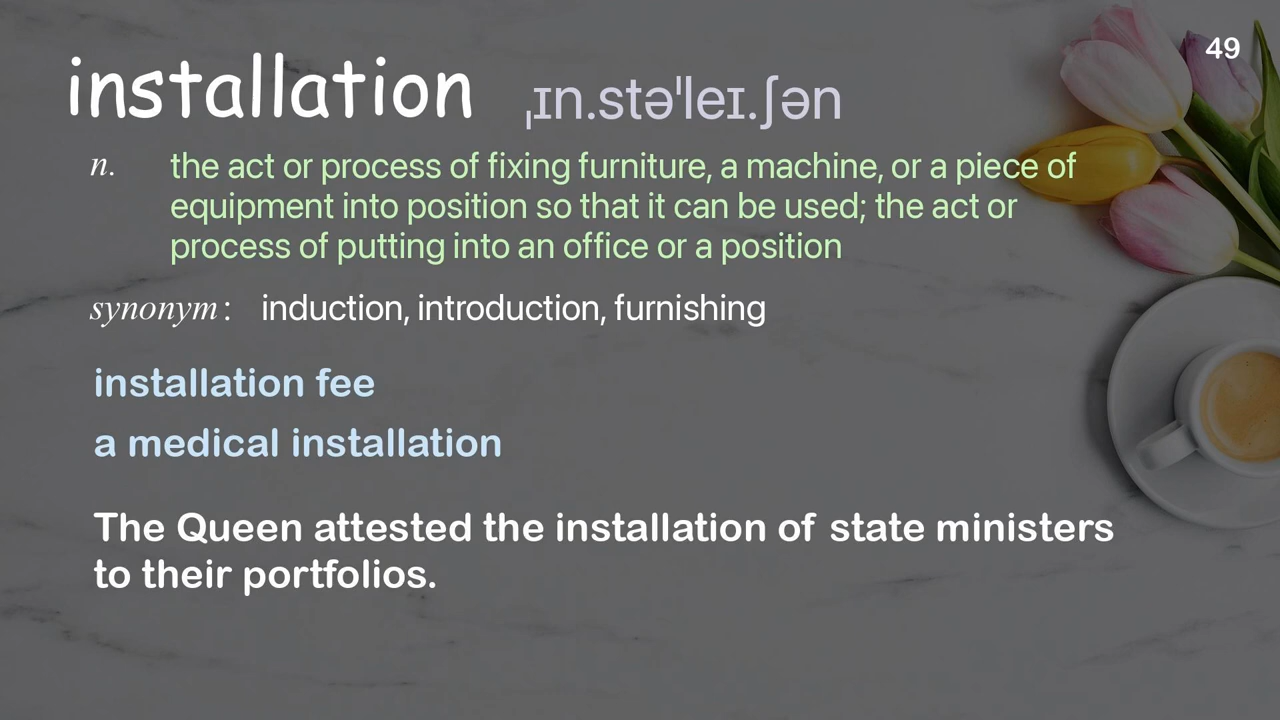 49
installation ˌɪn.stəˈleɪ.ʃən
n. the act or process of fixing furniture, a machine, or a piece of
equipment into position so that it can be used; the act or
process of putting into an office or a position
synonym: induction, introduction, furnishing
installation fee
a medical installation
The Queen attested the installation of state ministers
to their portfolios.